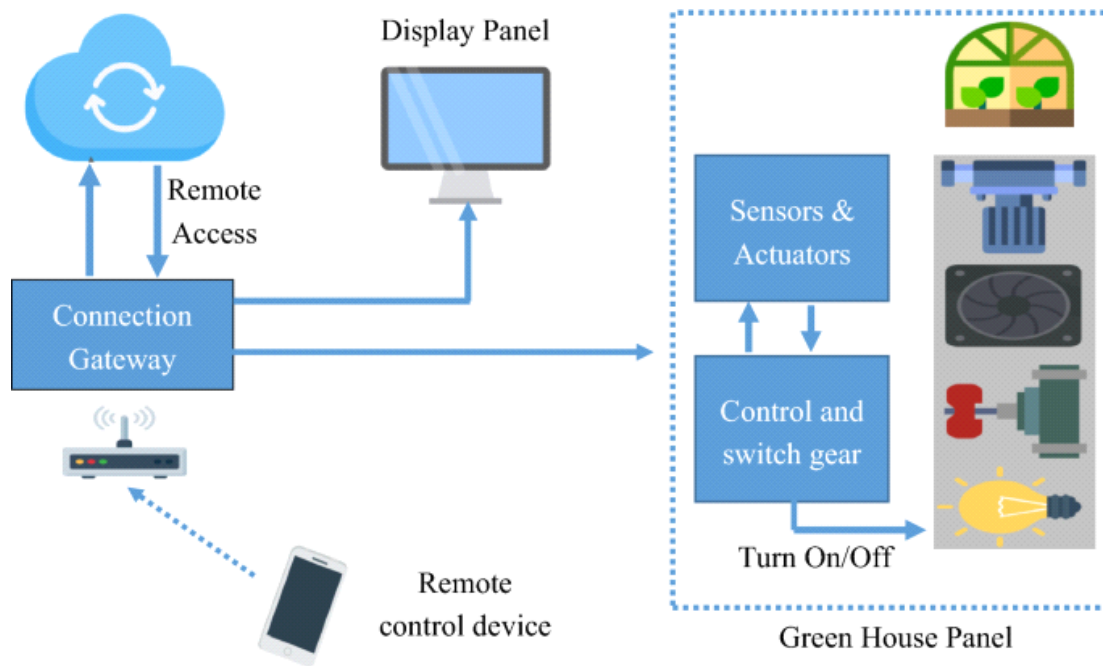 Display Panel
Remote
Access
Connection
Gateway
Sensors &
Actuators
Control and
switch gear
Turn On/Off
Remote
control device
Green House Panel